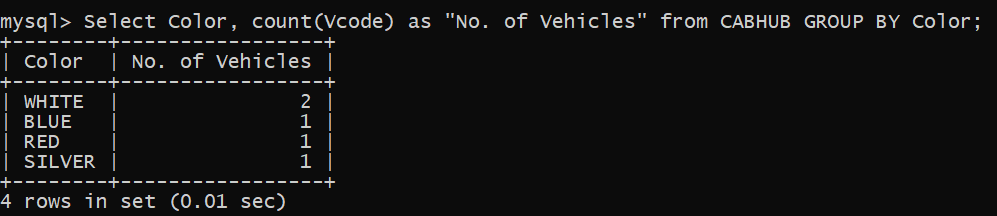 mysql> Select Color, count(Vcode) as "No. of Vehicles" from CABHUB GROUP BY Color;
+--------+-----------------+
| Color  | No. of Vehicles |
+--------+-----------------+
| WHITE  |               2 |
| BLUE   |               1 |
| RED    |               1 |
| SILVER |               1 |
+--------+-----------------+
4 rows in set (0.01 sec)